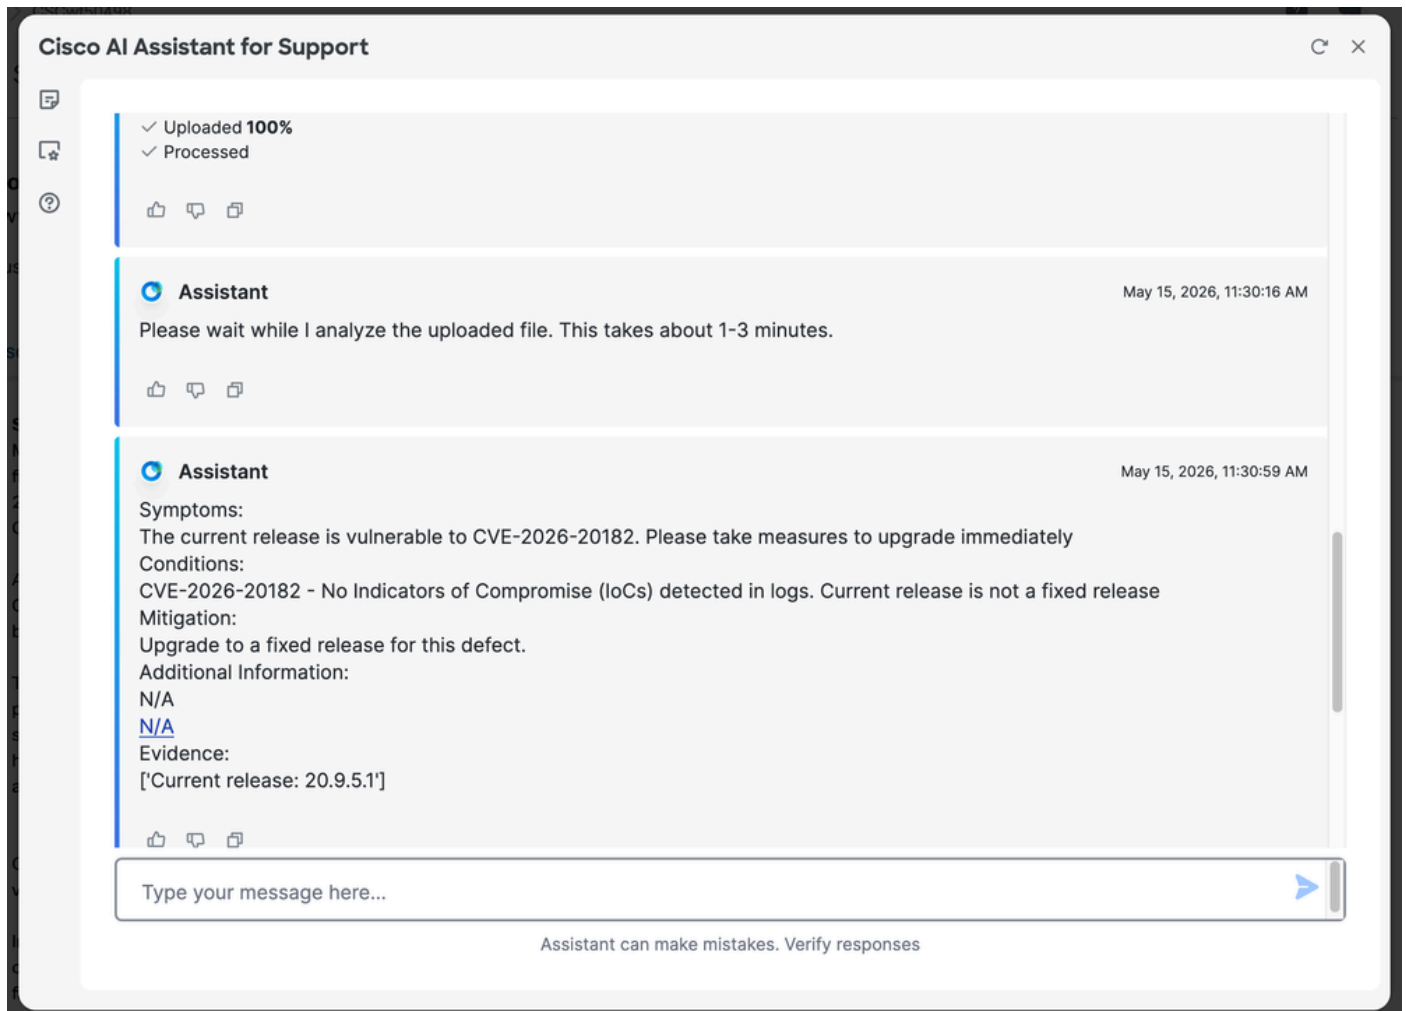 Cisco AI Assistant for Support
Uploaded 100%
Processed
Assistant
May 15, 2026, 11:30:16 AM
Please wait while I analyze the uploaded file. This takes about 1-3 minutes.
Assistant
May 15, 2026, 11:30:59 AM
Symptoms:
The current release is vulnerable to CVE-2026-20182. Please take measures to upgrade immediately
Conditions:
CVE-2026-20182 - No Indicators of Compromise (IoCs) detected in logs. Current release is not a fixed release
Mitigation:
Upgrade to a fixed release for this defect.
Additional Information:
N/A
N/A
Evidence:
['Current release: 20.9.5.1']
Type your message here...
Assistant can make mistakes. Verify responses